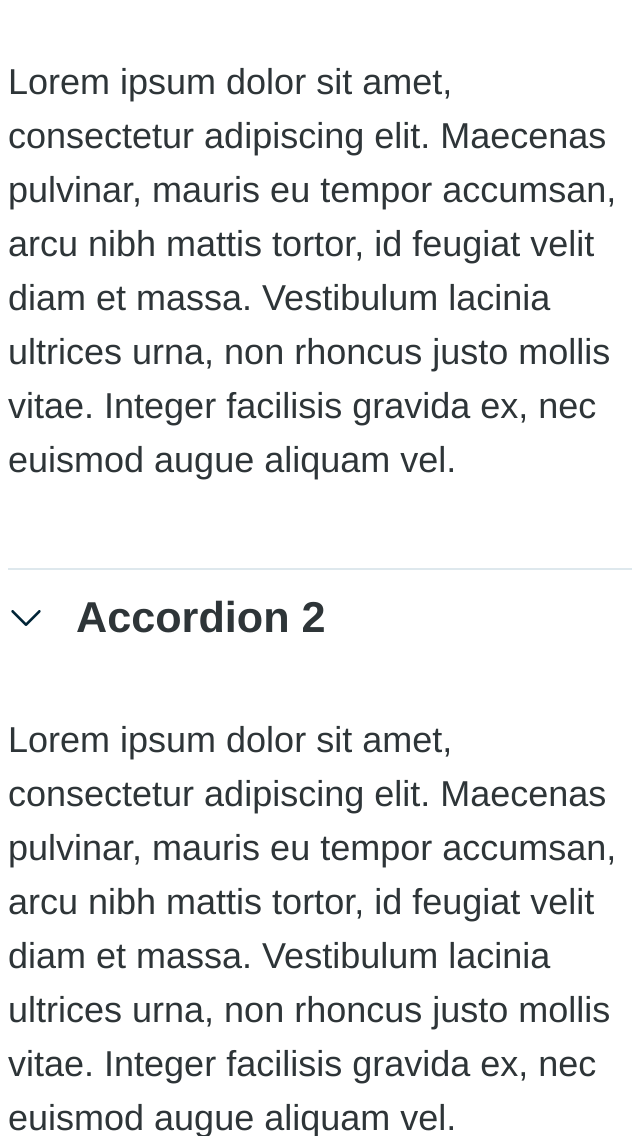 Lorem ipsum dolor sit amet,
consectetur adipiscing elit. Maecenas
pulvinar, mauris eu tempor accumsan,
arcu nibh mattis tortor, id feugiat velit
diam et massa. Vestibulum lacinia
ultrices urna, non rhoncus justo mollis
vitae. Integer facilisis gravida ex, nec
euismod augue aliquam vel.
Accordion 2
Lorem ipsum dolor sit amet,
consectetur adipiscing elit. Maecenas
pulvinar, mauris eu tempor accumsan,
arcu nibh mattis tortor, id feugiat velit
diam et massa. Vestibulum lacinia
ultrices urna, non rhoncus justo mollis
vitae. Integer facilisis gravida ex, nec
euismod augue aliquam vel.